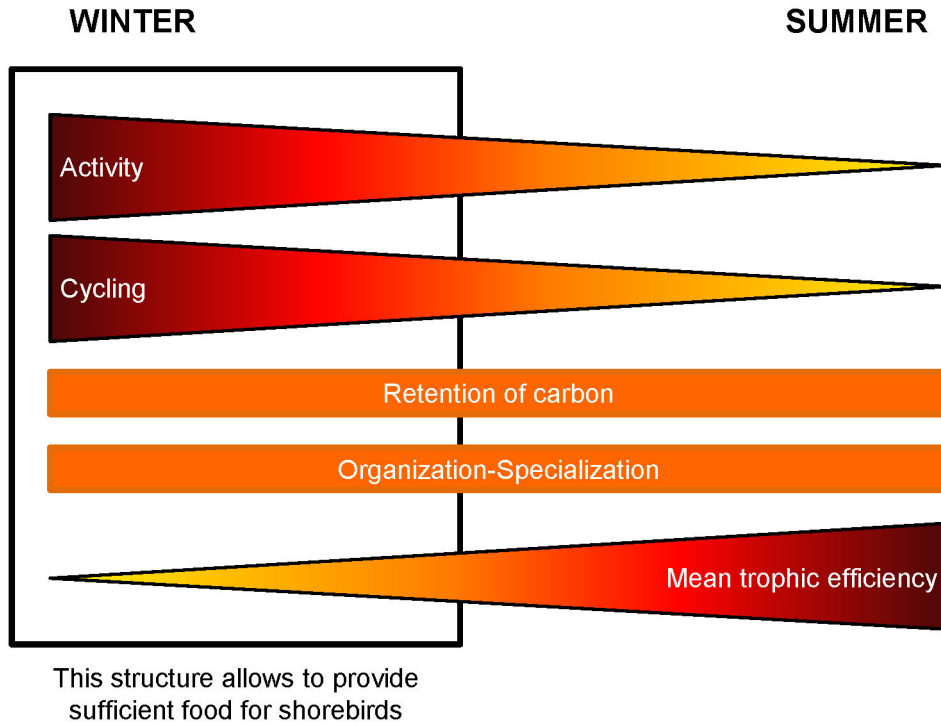 WINTER
SUMMER
Activity
Cycling
Retention of carbon
Organization-Specialization
Mean trophic efficiency
This structure allows to provide
sufficient food for shorebirds